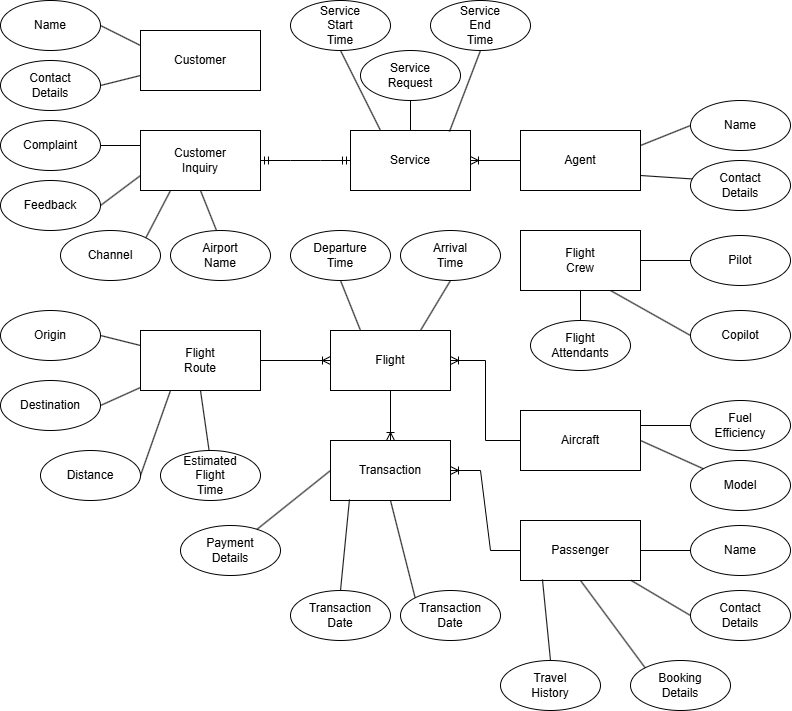 Service
Start
Time
Service
End
Time
Name
Customer
Service
Request
Contact
Details
Name
Complaint
Customer
Inquiry
Service
Agent
Contact
Details
Feedback
Channel
Airport
Name
Departure
Time
Arrival
Time
Flight
Crew
Pilot
Origin
Flight
Route
Flight
Flight
Attendants
Copilot
Destination
Aircraft
Fuel
Efficiency
Distance
Estimated
Flight
Time
Transaction
Model
Payment
Details
Passenger
Name
Transaction
Date
Transaction
Date
Contact
Details
Travel
History
Booking
Details